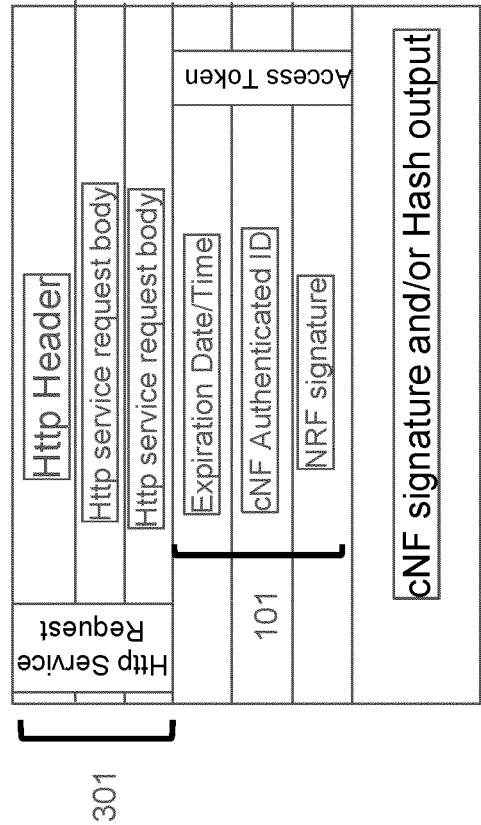 301
Http Service
Request
Http Header
Http service request body
Http service request body
101
Expiration Date/Time
cNF Authenticated ID
NRF signature
Access Token
cNF signature and/or Hash output